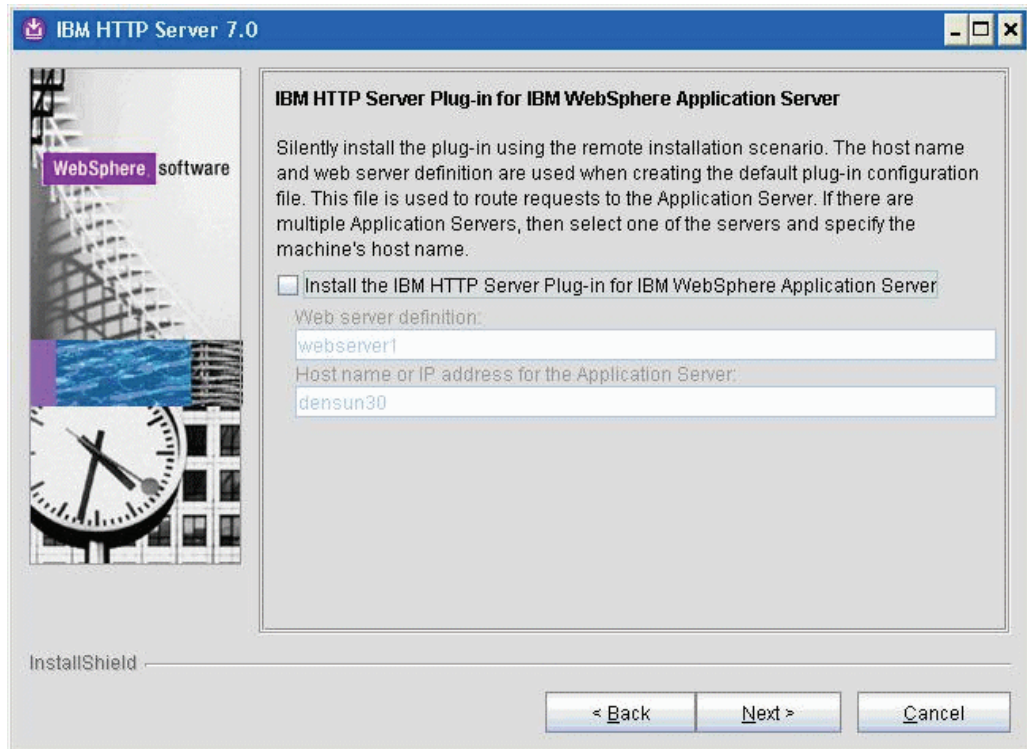 IBM HTTP Server 7.0
WebSphere software
IBM HTTP Server Plug-in for IBM WebSphere Application Server
Silently install the plug-in using the remote installation scenario. The host name
and web server definition are used when creating the default plug-in configuration
file. This file is used to route requests to the Application Server. If there are
multiple Application Servers, then select one of the servers and specify the
machine's host name.
Install the IBM HTTP Server Plug-in for IBM WebSphere Application Server
Web server definition:
webserver1
Host name or IP address for the Application Server:
densun30
InstallShield
< Back
Next >
Cancel